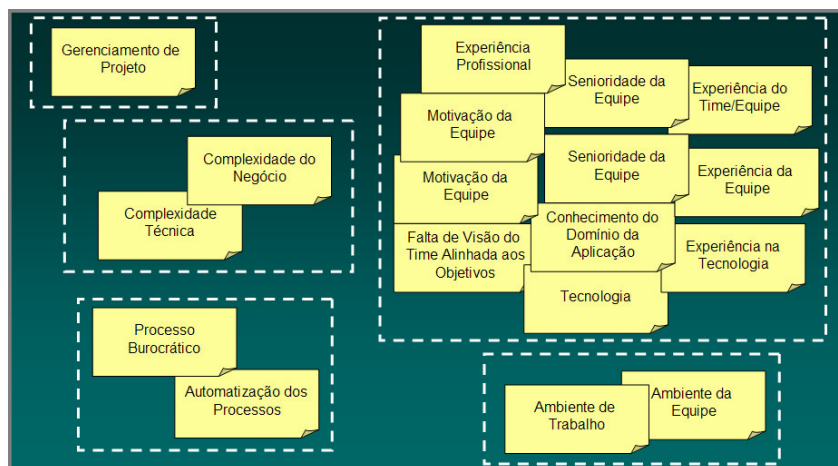 Gerenciamento de
Projeto
Complexidade do
Negócio
Complexidade
Técnica
Processo
Burocrático
Automatização dos
Processos
Experiência
Profissional
Senioridade da
Equipe
Experiência do
Time/Equipe
Motivação da
Equipe
Senioridade da
Equipe
Experiência da
Equipe
Motivação da
Equipe
Conhecimento do
Domínio da
Aplicação
Falta de Visão do
Time Alinhada aos
Objetivos
Experiência na
Tecnologia
Tecnologia
Ambiente de
Trabalho
Ambiente da
Equipe